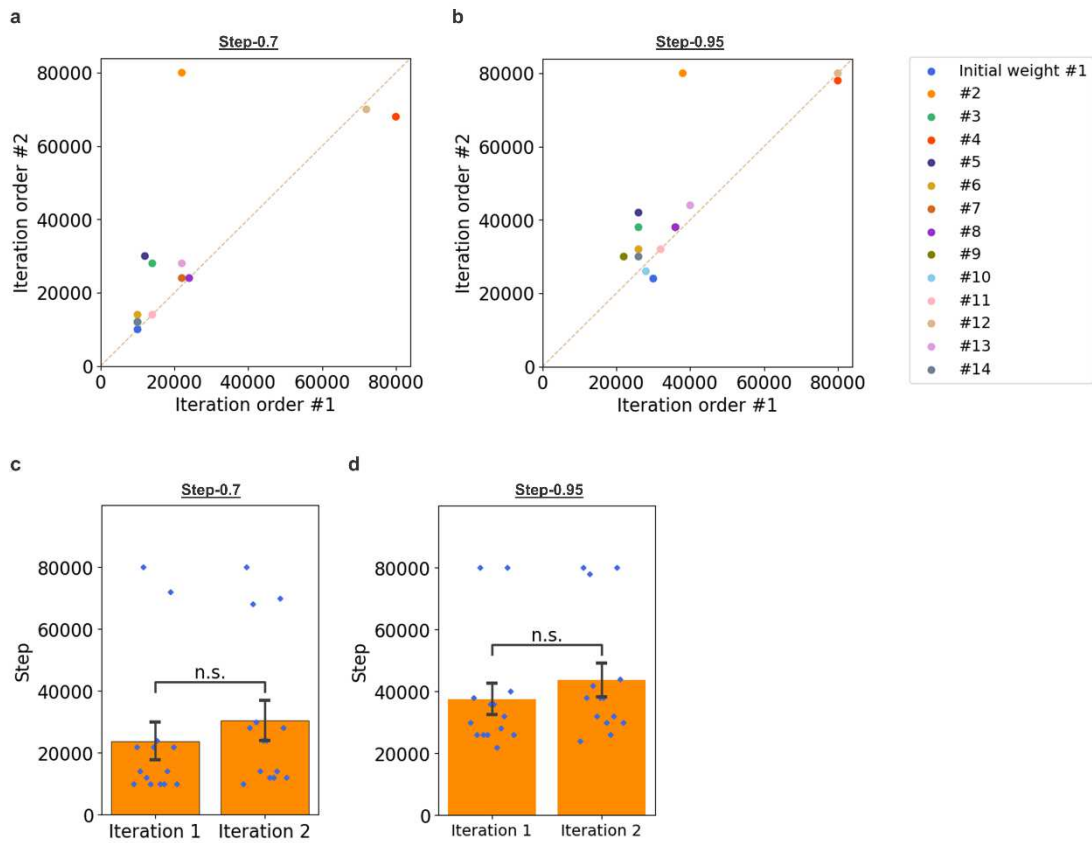 a
b
Step-0.7
Step-0.95
80000
60000
40000
20000
0
Iteration order #2
0 20000 40000 60000 80000
Iteration order #1
80000
60000
40000
20000
0
Iteration order #2
0 20000 40000 60000 80000
Iteration order #1
Initial weight #1
#2
#3
#4
#5
#6
#7
#8
#9
#10
#11
#12
#13
#14
c
d
Step-0.7
Step-0.95
80000
60000
40000
20000
0
Step
n.s.
Iteration 1 Iteration 2
80000
60000
40000
20000
0
Step
n.s.
Iteration 1 Iteration 2